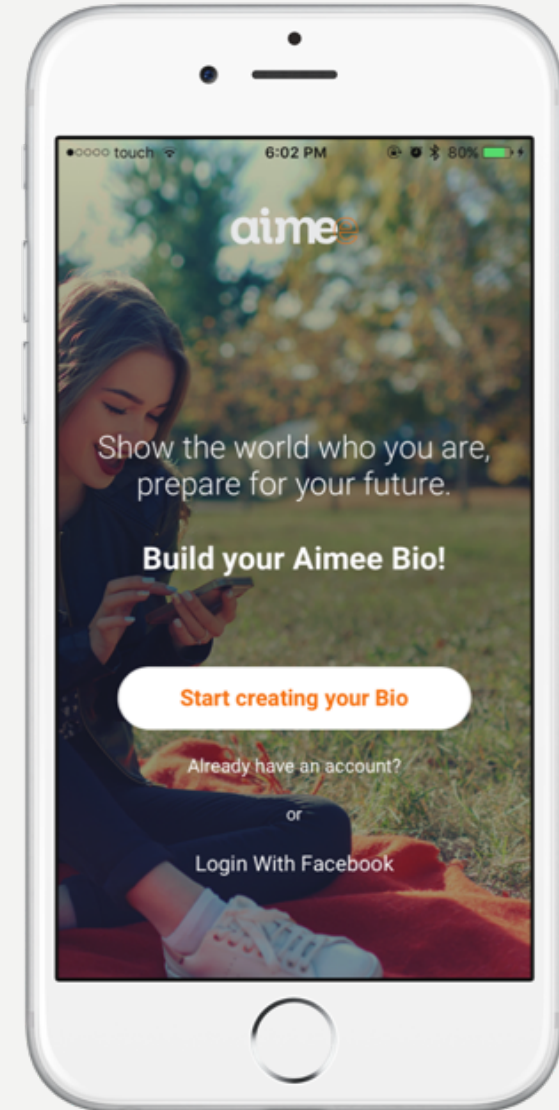 touch 6:02 PM 80%
aimee
Show the world who you are,
prepare for your future.
Build your Aimee Bio!
Start creating your Bio
Already have an account?
or
Login With Facebook